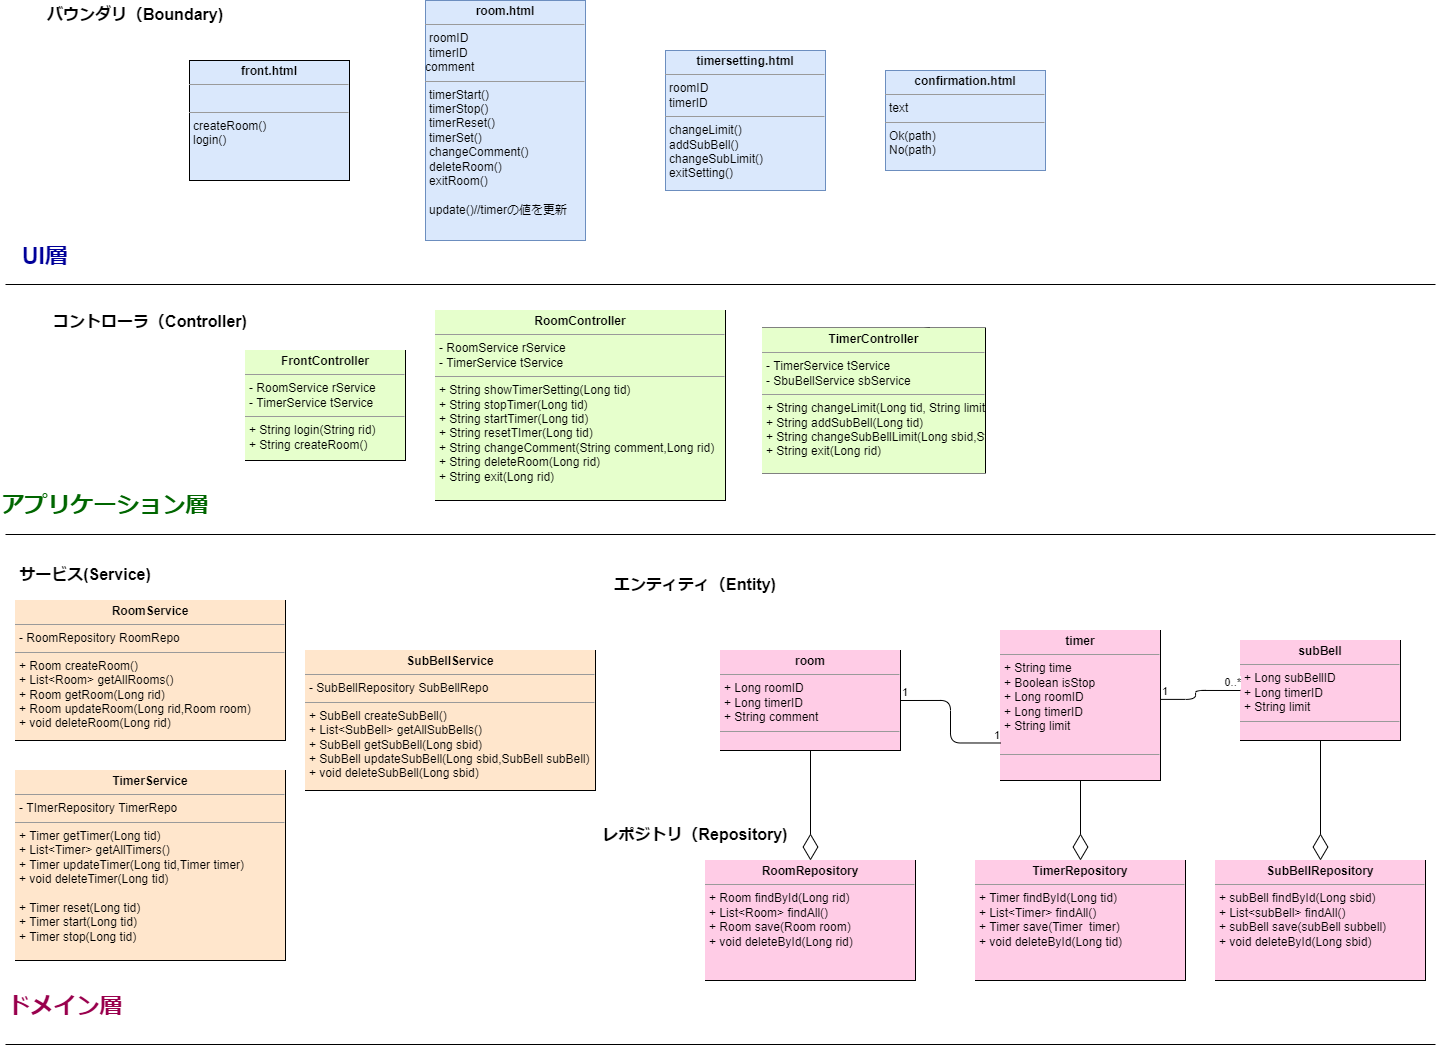 バウンダリ（Boundary)
front.html
createRoom()
login()
room.html
roomID
timerID
comment
timerStart()
timerStop()
timerReset()
timerSet()
changeComment()
deleteRoom()
exitRoom()
update()//timerの値を更新
timersetting.html
roomID
timerID
changeLimit()
addSubBell()
changeSubLimit()
exitSetting()
confirmation.html
text
Ok(path)
No(path)
UI層
コントローラ（Controller)
FrontController
- RoomService rService
- TimerService tService
+ String login(String rid)
+ String createRoom()
RoomController
- RoomService rService
- TimerService tService
+ String showTimerSetting(Long tid)
+ String stopTimer(Long tid)
+ String startTimer(Long tid)
+ String resetTImer(Long tid)
+ String changeComment(String comment,Long rid)
+ String deleteRoom(Long rid)
+ String exit(Long rid)
TimerController
- TimerService tService
- SbuBellService sbService
+ String changeLimit(Long tid, String limit
+ String addSubBell(Long tid)
+ String changeSubBellLimit(Long sbid,S
+ String exit(Long rid)
アプリケーション層
サービス(Service)
RoomService
- RoomRepository RoomRepo
+ Room createRoom()
+ List<Room> getAllRooms()
+ Room getRoom(Long rid)
+ Room updateRoom(Long rid,Room room)
+ void deleteRoom(Long rid)
SubBellService
- SubBellRepository SubBellRepo
+ SubBell createSubBell()
+ List<SubBell> getAllSubBells()
+ SubBell getSubBell(Long sbid)
+ SubBell updateSubBell(Long sbid,SubBell subBell)
+ void deleteSubBell(Long sbid)
TimerService
- TImerRepository TimerRepo
+ Timer getTimer(Long tid)
+ List<Timer> getAllTimers()
+ Timer updateTimer(Long tid,Timer timer)
+ void deleteTimer(Long tid)
+ Timer reset(Long tid)
+ Timer start(Long tid)
+ Timer stop(Long tid)
エンティティ（Entity)
room
+ Long roomID
+ Long timerID
+ String comment
1
1
timer
+ String time
+ Boolean isStop
+ Long roomID
+ Long timerID
+ String limit
1
0..*
subBell
+ Long subBellID
+ Long timerID
+ String limit
レポジトリ（Repository)
RoomRepository
+ Room findById(Long rid)
+ List<Room> findAll()
+ Room save(Room room)
+ void deleteById(Long rid)
TimerRepository
+ Timer findById(Long tid)
+ List<Timer> findAll()
+ Timer save(Timer  timer)
+ void deleteById(Long tid)
SubBellRepository
+ subBell findById(Long sbid)
+ List<subBell> findAll()
+ subBell save(subBell subbell)
+ void deleteById(Long sbid)
ドメイン層